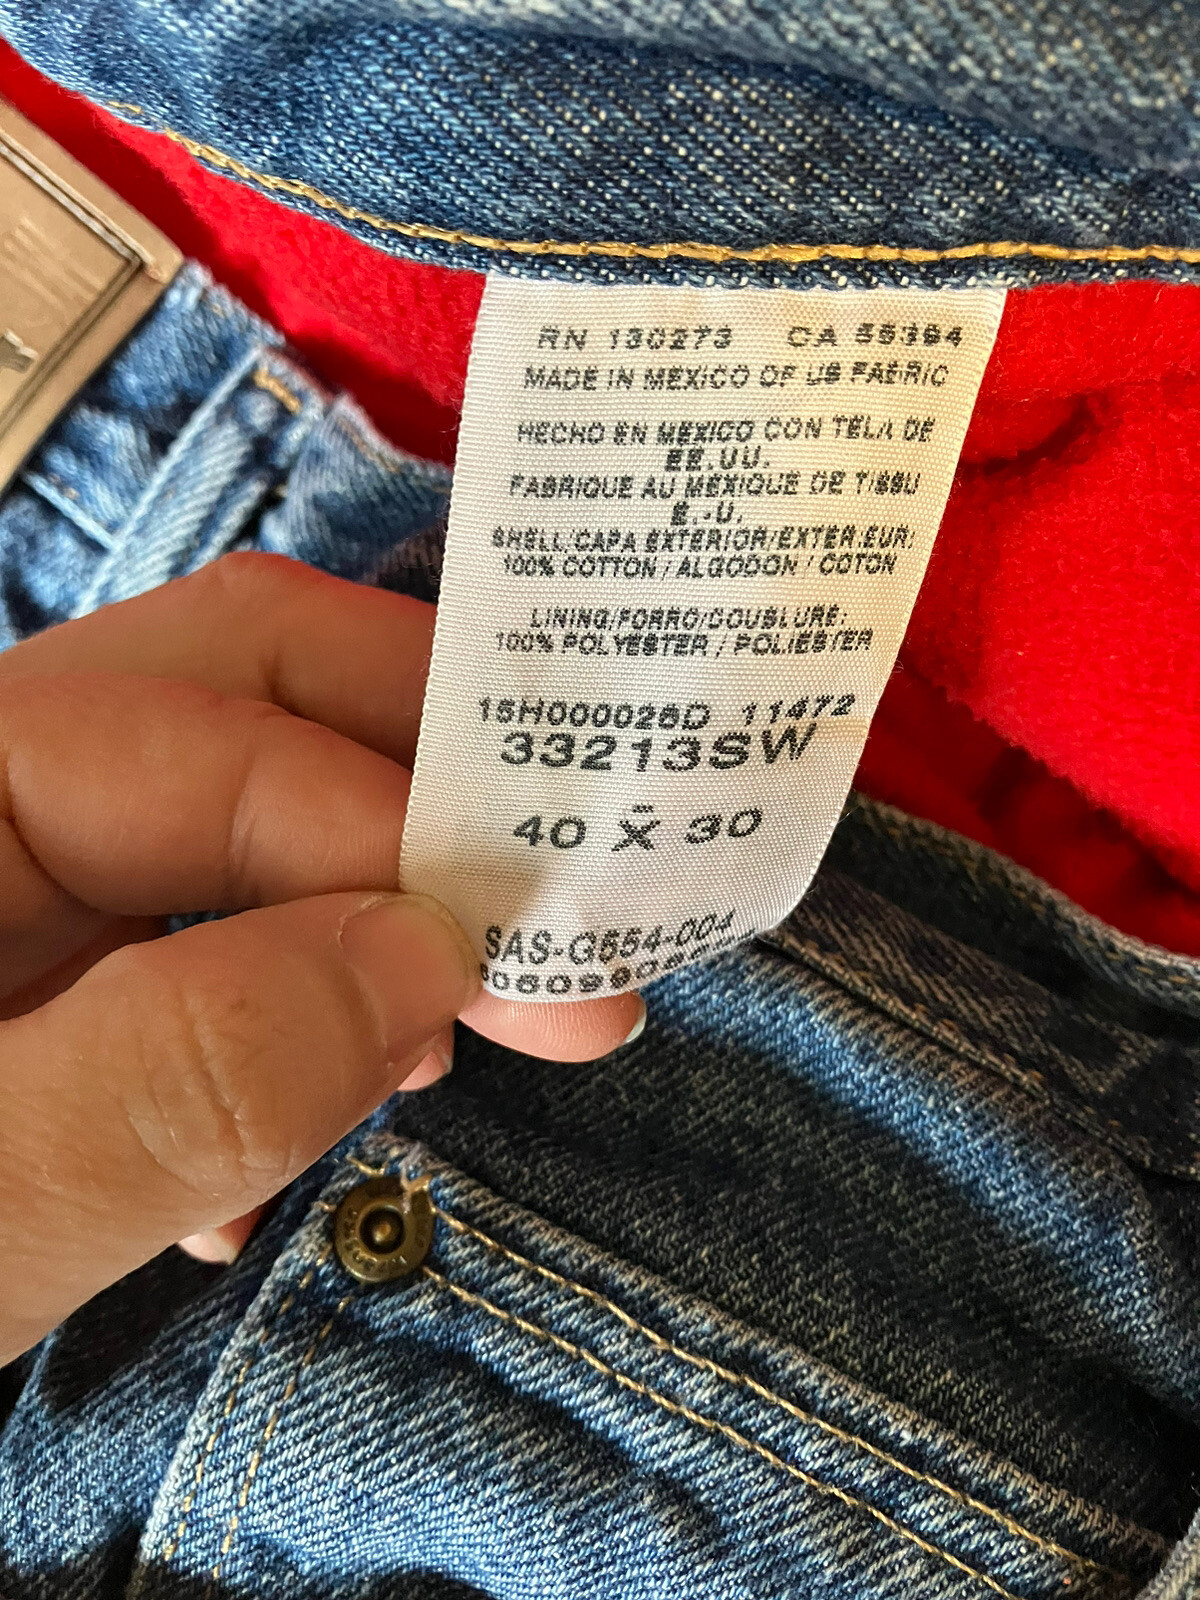 RN 130273 CA 55394
MADE IN MEXICO OF US FABRIC
HECHO EN MEXICO CON TELA DE
EE.UU.
FABRIQUE AU MEXIQUE DE TISSU
E.-U.
SHELL/CAPA EXTERIOR/EXTERIEUR:
100% COTTON / ALGODON / COTON
LINING/FORRO/DOUBLURE:
100% POLYESTER / POLIESTER
15H000026D 11472
33213SW
40 X 30
SAS-G554-004